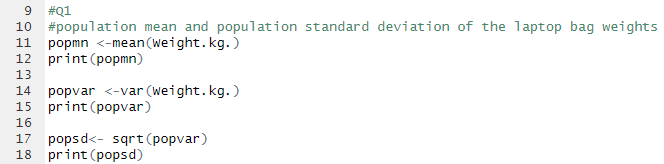 9 #Q1
10 #population mean and population standard deviation of the laptop bag weights
11 popmn <-mean(Weight.kg.)
12 print(popmn)
13
14 popvar <-var(Weight.kg.)
15 print(popvar)
16
17 popsd<- sqrt(popvar)
18 print(popsd)